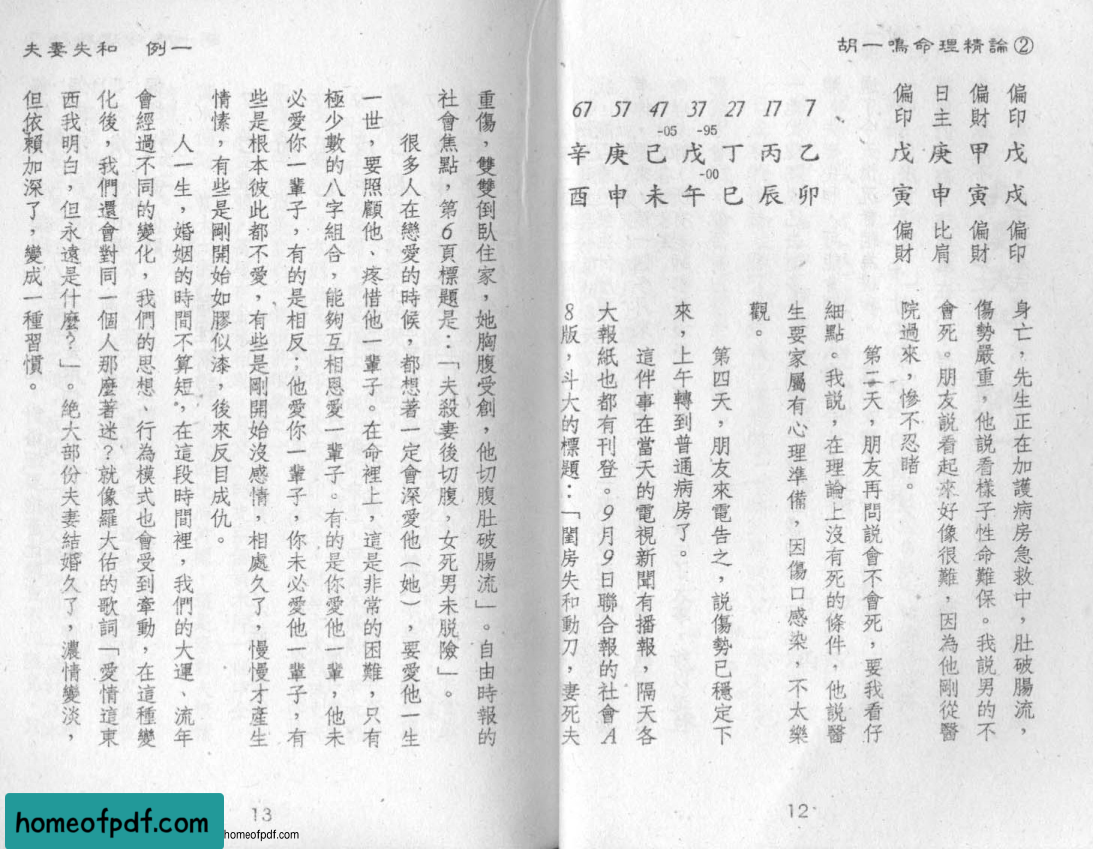 胡一鳴命理精論②
偏印 戊 戌 偏印
偏財 甲 寅 偏財
日主 庚 申 比肩
偏印 戊 寅 偏財
7 17 27 37 47 57 67
-95 -05
乙 丙 丁 戊 己 庚 辛
-00
卯 辰 巳 午 未 申 酉
身亡，先生正在加護病房急救中，肚破腸流，
傷勢嚴重，他說看樣子性命難保。我說男的不
會死。朋友說看起來好像很難，因為他剛從醫
院過來，慘不忍睹。
第二天，朋友再問說會不會死，要我看仔
細點。我說，在理論上沒有死的條件，他說醫
生要家屬有心理準備，因傷口感染，不太樂
觀。
第四天，朋友來電告之，說傷勢已穩定下
來，上午轉到普通病房了。
這件事在當天的電視新聞有播報，隔天各
大報紙也都有刊登。9月9日聯合報的社會A
8版，斗大的標題：「閨房失和動刀，妻死夫
12
夫妻失和 例一
重傷，雙雙倒臥住家，她胸腹受創，他切腹肚破腸流」。自由時報的
社會焦點，第6頁標題是：「夫殺妻後切腹，女死男未脫險」。
很多人在戀愛的時候，都想著一定會深愛他（她），要愛他一生
一世，要照顧他、疼惜他一輩子。在命裡上，這是非常的困難，只有
極少數的八字組合，能夠互相恩愛一輩子。有的是你愛他一輩，他未
必愛你一輩子，有的是相反；他愛你一輩子，你未必愛他一輩子，有
些是根本彼此都不愛，有些是剛開始沒感情，相處久了，慢慢才產生
情愫，有些是剛開始如膠似漆，後來反目成仇。
人一生，婚姻的時間不算短，在這段時間裡，我們的大運、流年
會經過不同的變化，我們的思想、行為模式也會受到牽動，在這種變
化後，我們還會對同一個人那麼著迷？就像羅大佑的歌詞「愛情這東
西我明白，但永遠是什麼？」。絕大部份夫妻結婚久了，濃情變淡，
但依賴加深了，變成一種習慣。
13
homeofpdf.com
homeofpdf.com